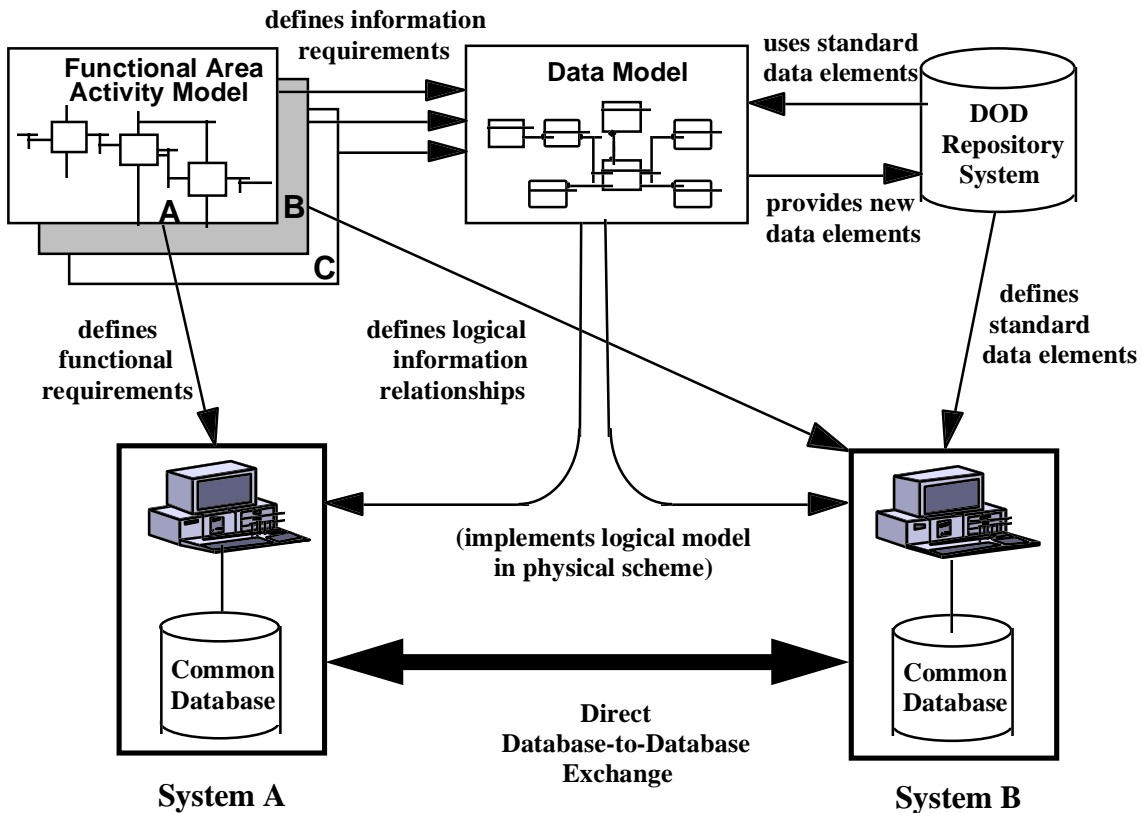 defines information
requirements
uses standard
data elements
Functional Area
Activity Model
Data Model
DOD
Repository
System
A
B
C
provides new
data elements
defines
functional
requirements
defines logical
information
relationships
defines
standard
data elements
(implements logical model
in physical scheme)
Common
Database
Common
Database
Direct
Database-to-Database
Exchange
System A
System B